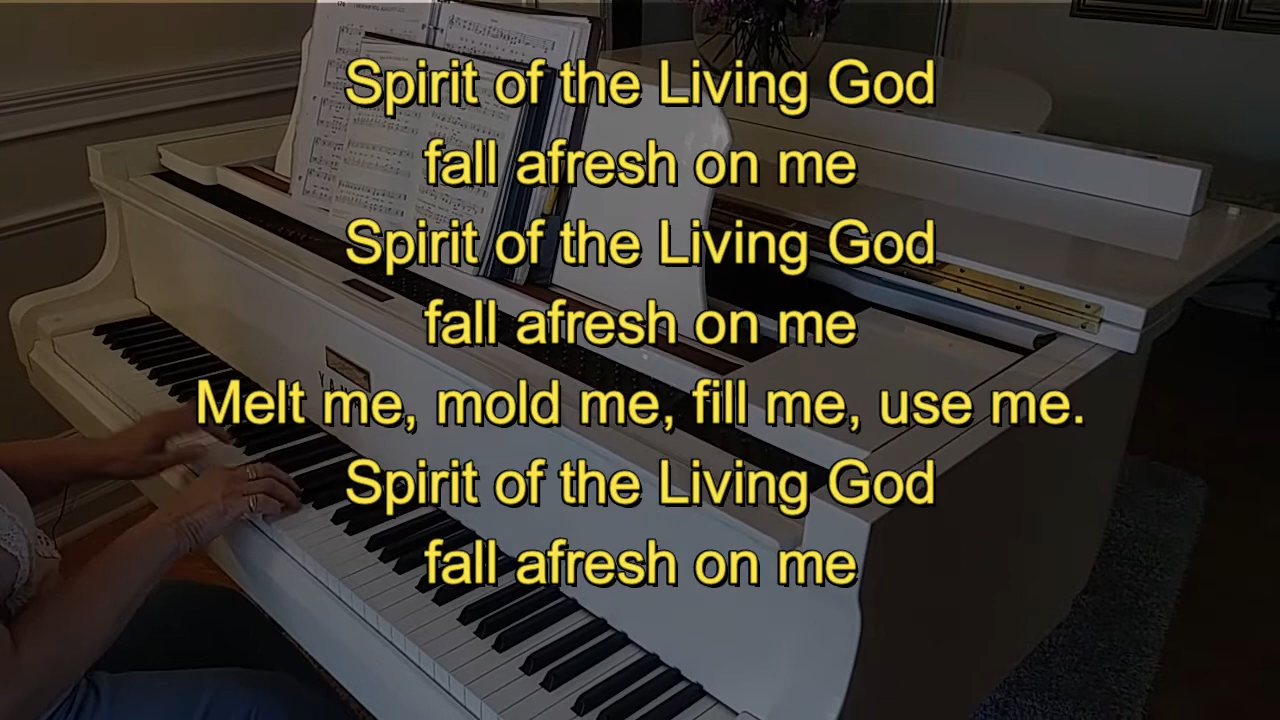 Spirit of the Living God
fall afresh on me
Spirit of the Living God
fall afresh on me
Melt me, mold me, fill me, use me.
Spirit of the Living God
fall afresh on me